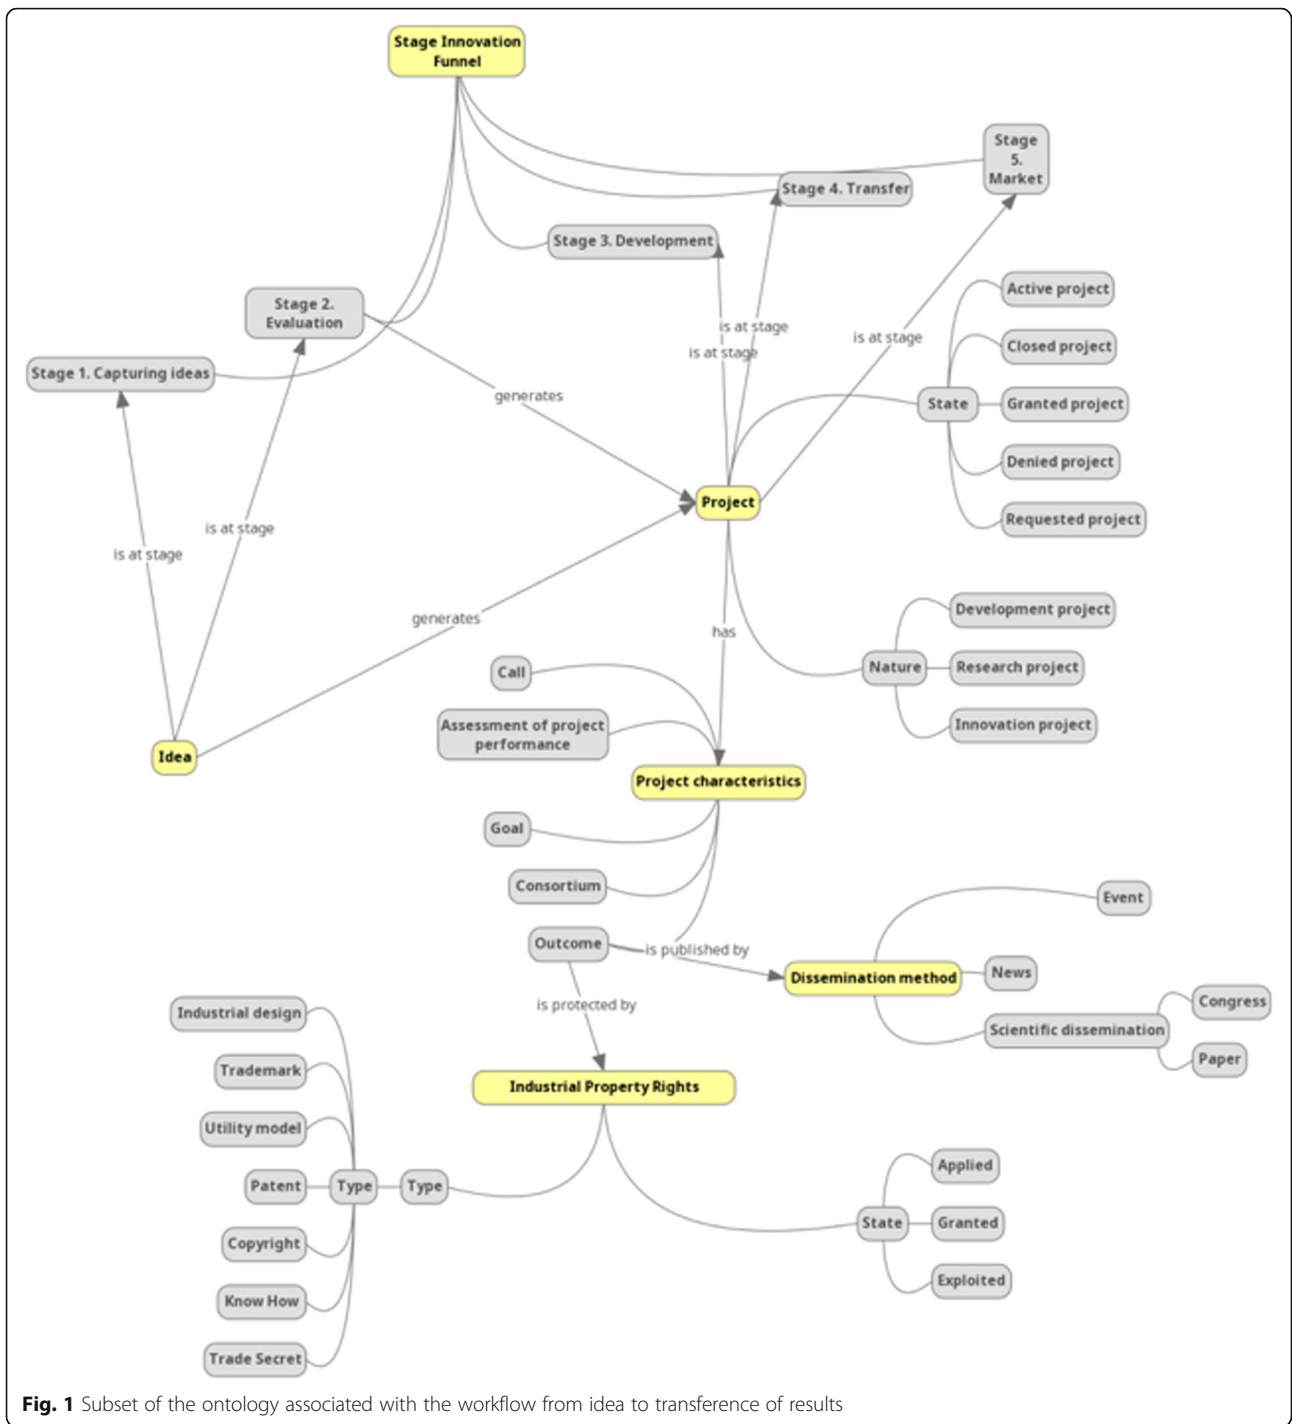 Stage Innovation
Funnel
Stage
5.
Market
Stage 4. Transfer
Stage 3. Development
Active project
Stage 2.
Evaluation
is at stage
is at stage
is at stage
Closed project
Stage 1. Capturing ideas
generates
State
Granted project
Denied project
Project
Requested project
is at stage
is at stage
generates
Development project
has
Call
Nature
Research project
Assessment of project
performance
Innovation project
Idea
Project characteristics
Goal
Consortium
Event
Outcome
is published by
Dissemination method
News
is protected by
Congress
Industrial design
Scientific dissemination
Trademark
Paper
Industrial Property Rights
Utility model
Applied
Patent
Type
Type
State
Granted
Copyright
Exploited
Know How
Trade Secret
Fig. 1 Subset of the ontology associated with the workflow from idea to transference of results